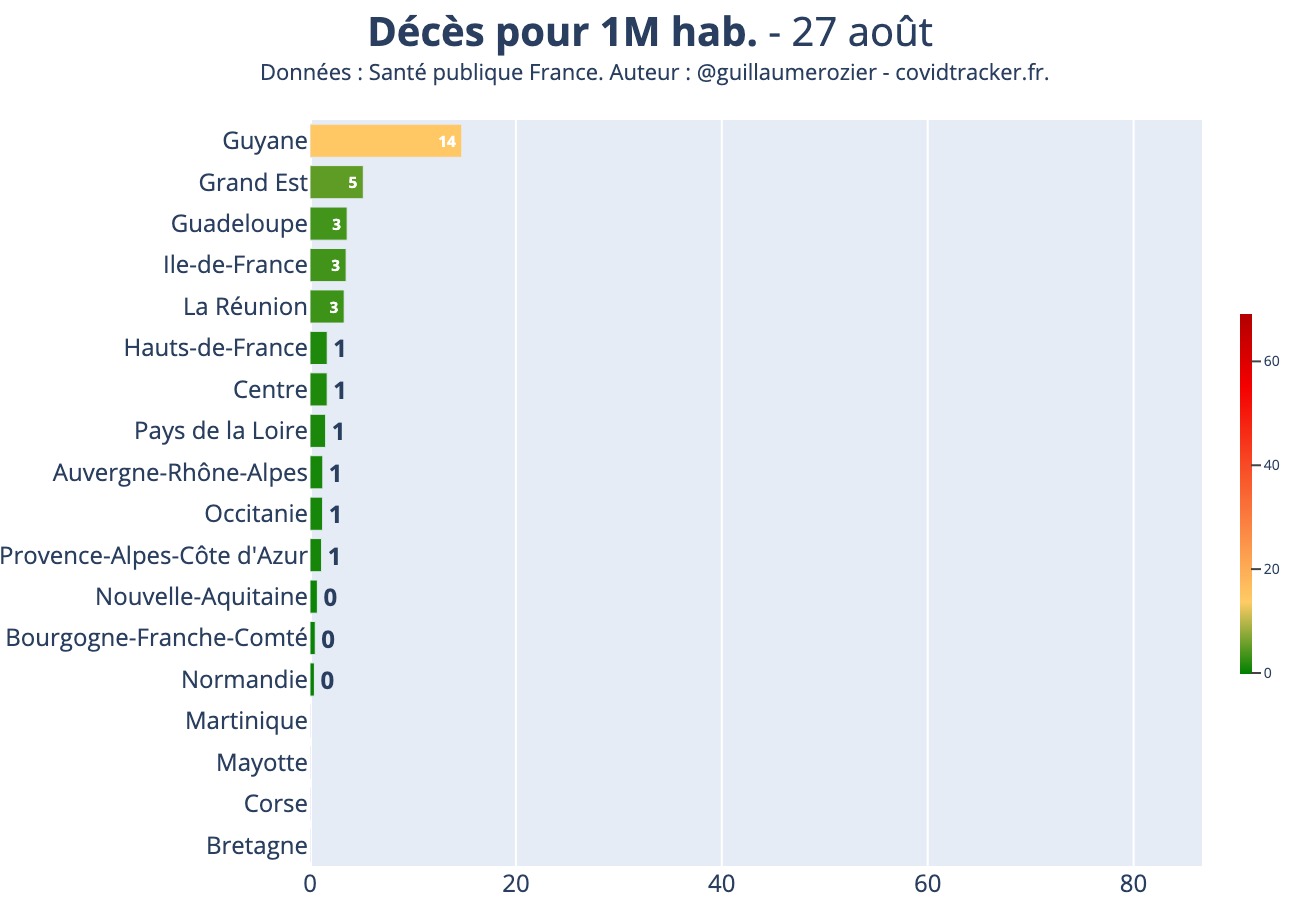 Décès pour 1M hab. - 27 août
Données : Santé publique France. Auteur : @guillaumerozier - covidtracker.fr.
Guyane 14
Grand Est 5
Guadeloupe 3
Ile-de-France 3
La Réunion 3
Hauts-de-France 1
Centre 1
Pays de la Loire 1
Auvergne-Rhône-Alpes 1
Occitanie 1
Provence-Alpes-Côte d'Azur 1
Nouvelle-Aquitaine 0
Bourgogne-Franche-Comté 0
Normandie 0
Martinique
Mayotte
Corse
Bretagne
0 20 40 60 80
60
40
20
0